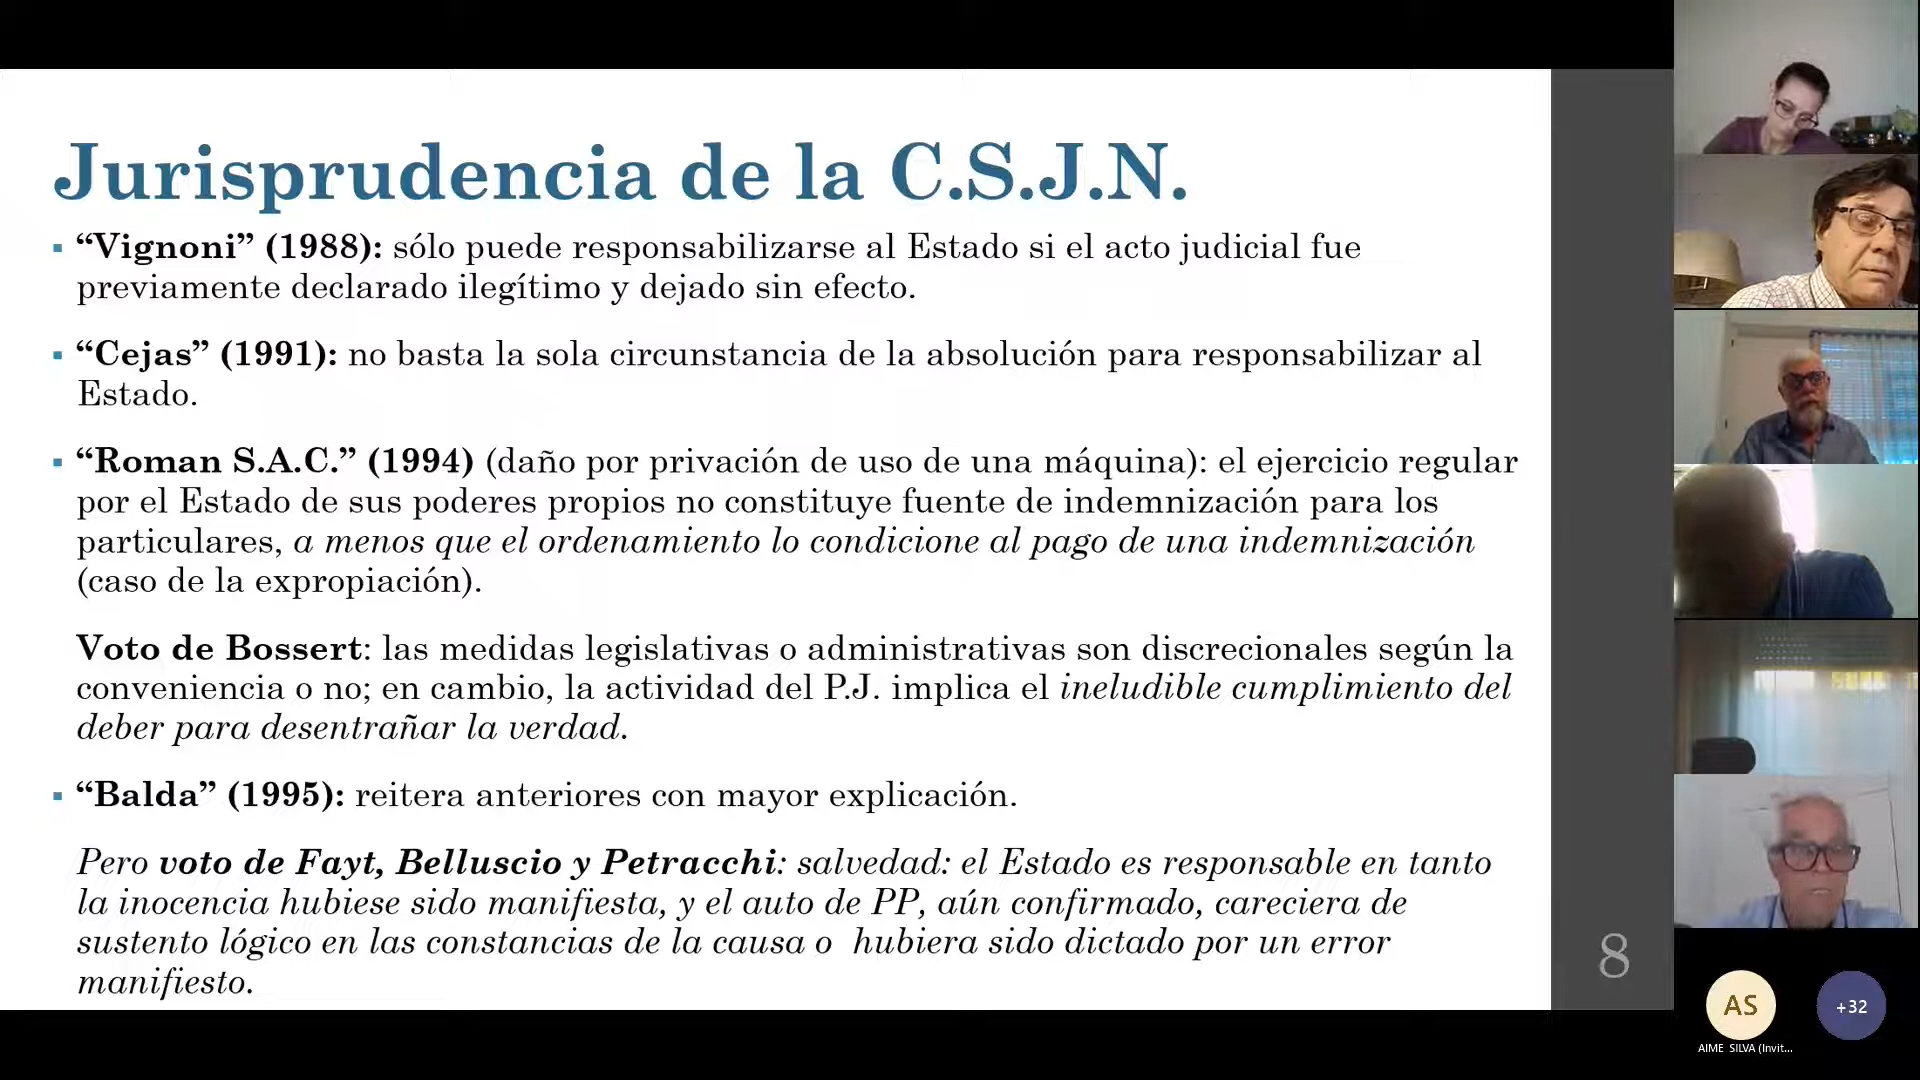 Jurisprudencia de la C.S.J.N.
▪ “Vignoni” (1988): sólo puede responsabilizarse al Estado si el acto judicial fue
previamente declarado ilegítimo y dejado sin efecto.
▪ “Cejas” (1991): no basta la sola circunstancia de la absolución para responsabilizar al
Estado.
▪ “Roman S.A.C.” (1994) (daño por privación de uso de una máquina): el ejercicio regular
por el Estado de sus poderes propios no constituye fuente de indemnización para los
particulares, a menos que el ordenamiento lo condicione al pago de una indemnización
(caso de la expropiación).
Voto de Bossert: las medidas legislativas o administrativas son discrecionales según la
conveniencia o no; en cambio, la actividad del P.J. implica el ineludible cumplimiento del
deber para desentrañar la verdad.
▪ “Balda” (1995): reitera anteriores con mayor explicación.
Pero voto de Fayt, Belluscio y Petracchi: salvedad: el Estado es responsable en tanto
la inocencia hubiese sido manifiesta, y el auto de PP, aún confirmado, careciera de
sustento lógico en las constancias de la causa o hubiera sido dictado por un error
manifiesto.
8
AS
+32
AIME SILVA (Invit...